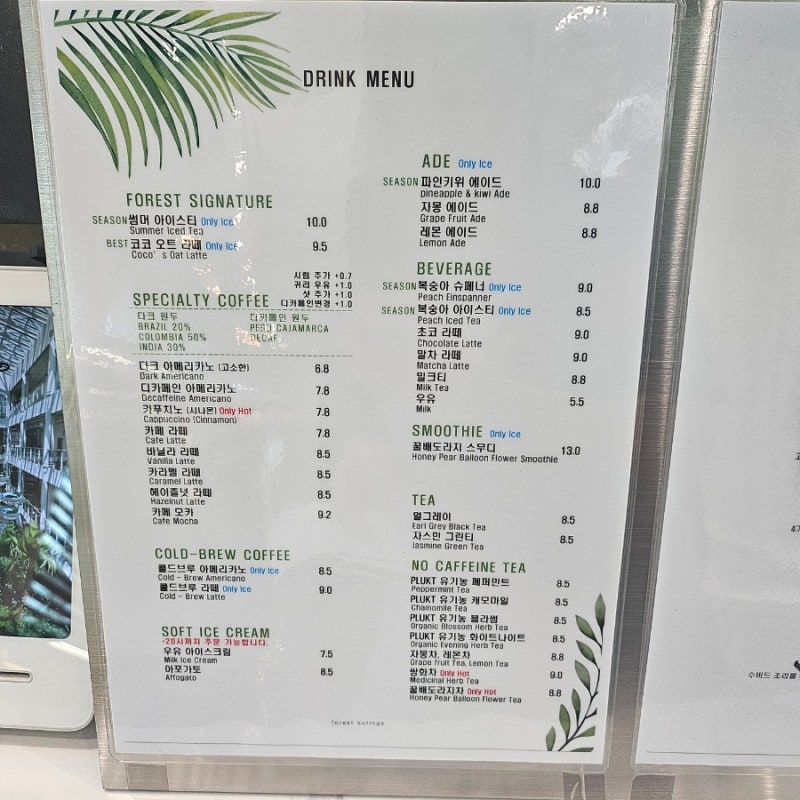 DRINK MENU
FOREST SIGNATURE
SEASON 썸머 아이스티 Only Ice 10.0
Summer Iced Tea
BEST 코코 오트 라떼 Only Ice 9.5
Coco's Oat Latte
시럽 추가 +0.7
귀리 우유 +1.0
샷 추가 +1.0
디카페인변경 +1.0
SPECIALTY COFFEE
다크 원두
BRAZIL 20%
COLOMBIA 50%
INDIA 30%
디카페인 원두
PERU CAJAMARCA
DECAF
다크 아메리카노 (고소한) 6.8
Dark Americano
디카페인 아메리카노 7.8
Decaffeine Americano
카푸치노 [시나몬] Only Hot 7.8
Cappuccino [Cinnamon]
카페 라떼 7.8
Cafe Latte
바닐라 라떼 8.5
Vanilla Latte
카라멜 라떼 8.5
Caramel Latte
헤이즐넛 라떼 8.5
Hazelnut Latte
카페 모카 9.2
Cafe Mocha
COLD-BREW COFFEE
콜드브루 아메리카노 Only Ice 8.5
Cold - Brew Americano
콜드브루 라떼 Only Ice 9.0
Cold - Brew Latte
SOFT ICE CREAM
-20시까지 주문 가능합니다.
우유 아이스크림 7.5
Milk Ice Cream
아포가토 8.5
Affogato
ADE Only Ice
SEASON 파인키위 에이드 10.0
pineapple & kiwi Ade
자몽 에이드 8.8
Grape Fruit Ade
레몬 에이드 8.8
Lemon Ade
BEVERAGE
SEASON 복숭아 슈페너 Only Ice 9.0
Peach Einspanner
SEASON 복숭아 아이스티 Only Ice 8.5
Peach Iced Tea
초코 라떼 9.0
Chocolate Latte
말차 라떼 9.0
Matcha Latte
밀크티 8.8
Milk Tea
우유 5.5
Milk
SMOOTHIE Only Ice
꿀배도라지 스무디 13.0
Honey Pear Balloon Flower Smoothie
TEA
얼그레이 8.5
Earl Grey Black Tea
자스민 그린티 8.5
Jasmine Green Tea
NO CAFFEINE TEA
PLUKT 유기농 페퍼민트 8.5
Peppermint Tea
PLUKT 유기농 캐모마일 8.5
Chamomile Tea
PLUKT 유기농 블라썸 8.5
Organic Blossom Herb Tea
PLUKT 유기농 화이트나이트 8.5
Organic Evening Herb Tea
자몽차, 레몬차 8.8
Grape fruit Tea, Lemon Tea
쌍화차 Only Hot 9.0
Medicinal Herb Tea
꿀배도라지차 Only Hot 8.8
Honey Pear Balloon Flower Tea
forest outings
수비드 조리를